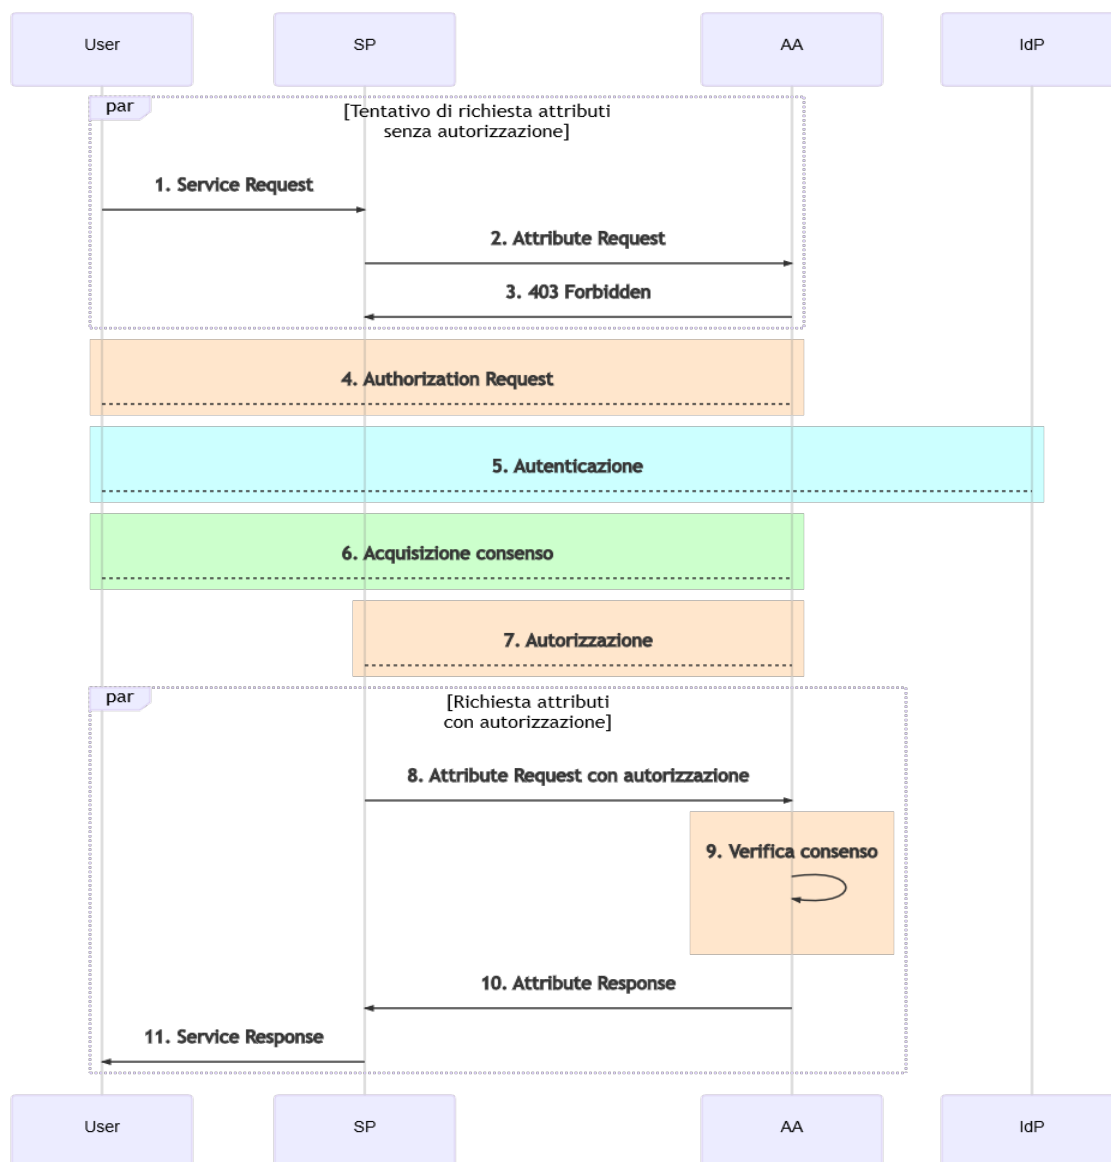 User
SP
AA
IdP
par
[Tentativo di richiesta attributi
senza autorizzazione]
1. Service Request
2. Attribute Request
3. 403 Forbidden
4. Authorization Request
5. Autenticazione
6. Acquisizione consenso
7. Autorizzazione
par
[Richiesta attributi
con autorizzazione]
8. Attribute Request con autorizzazione
9. Verifica consenso
10. Attribute Response
11. Service Response
User
SP
AA
IdP